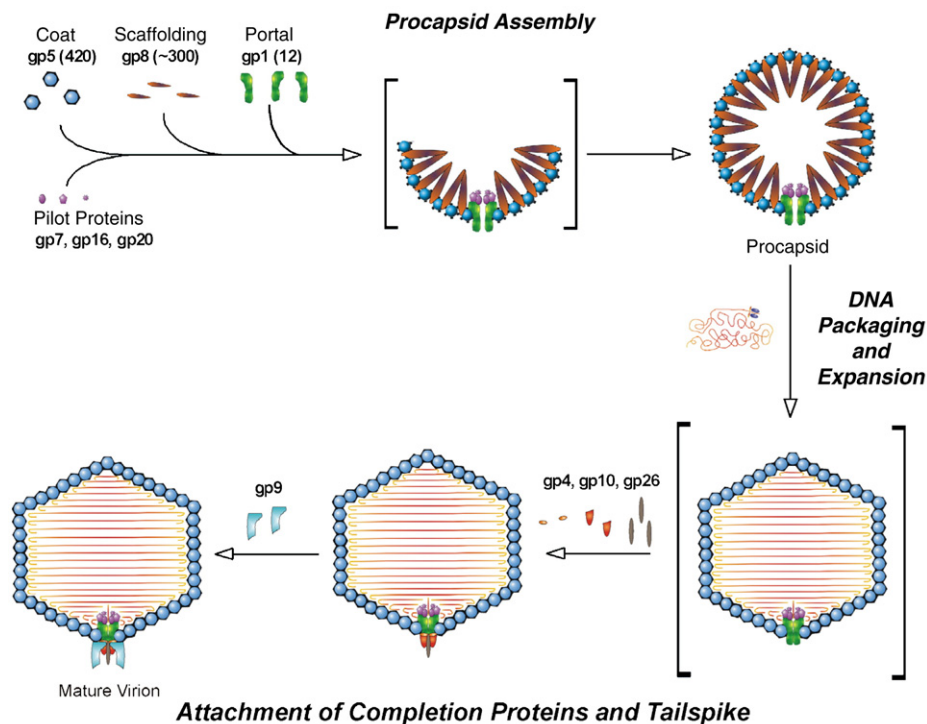 Procapsid Assembly
Coat
gp5 (420)
Scaffolding
gp8 (~300)
Portal
gp1 (12)
Pilot Proteins
gp7, gp16, gp20
Procapsid
DNA
Packaging
and
Expansion
gp4, gp10, gp26
gp9
Mature Virion
Attachment of Completion Proteins and Tailspike